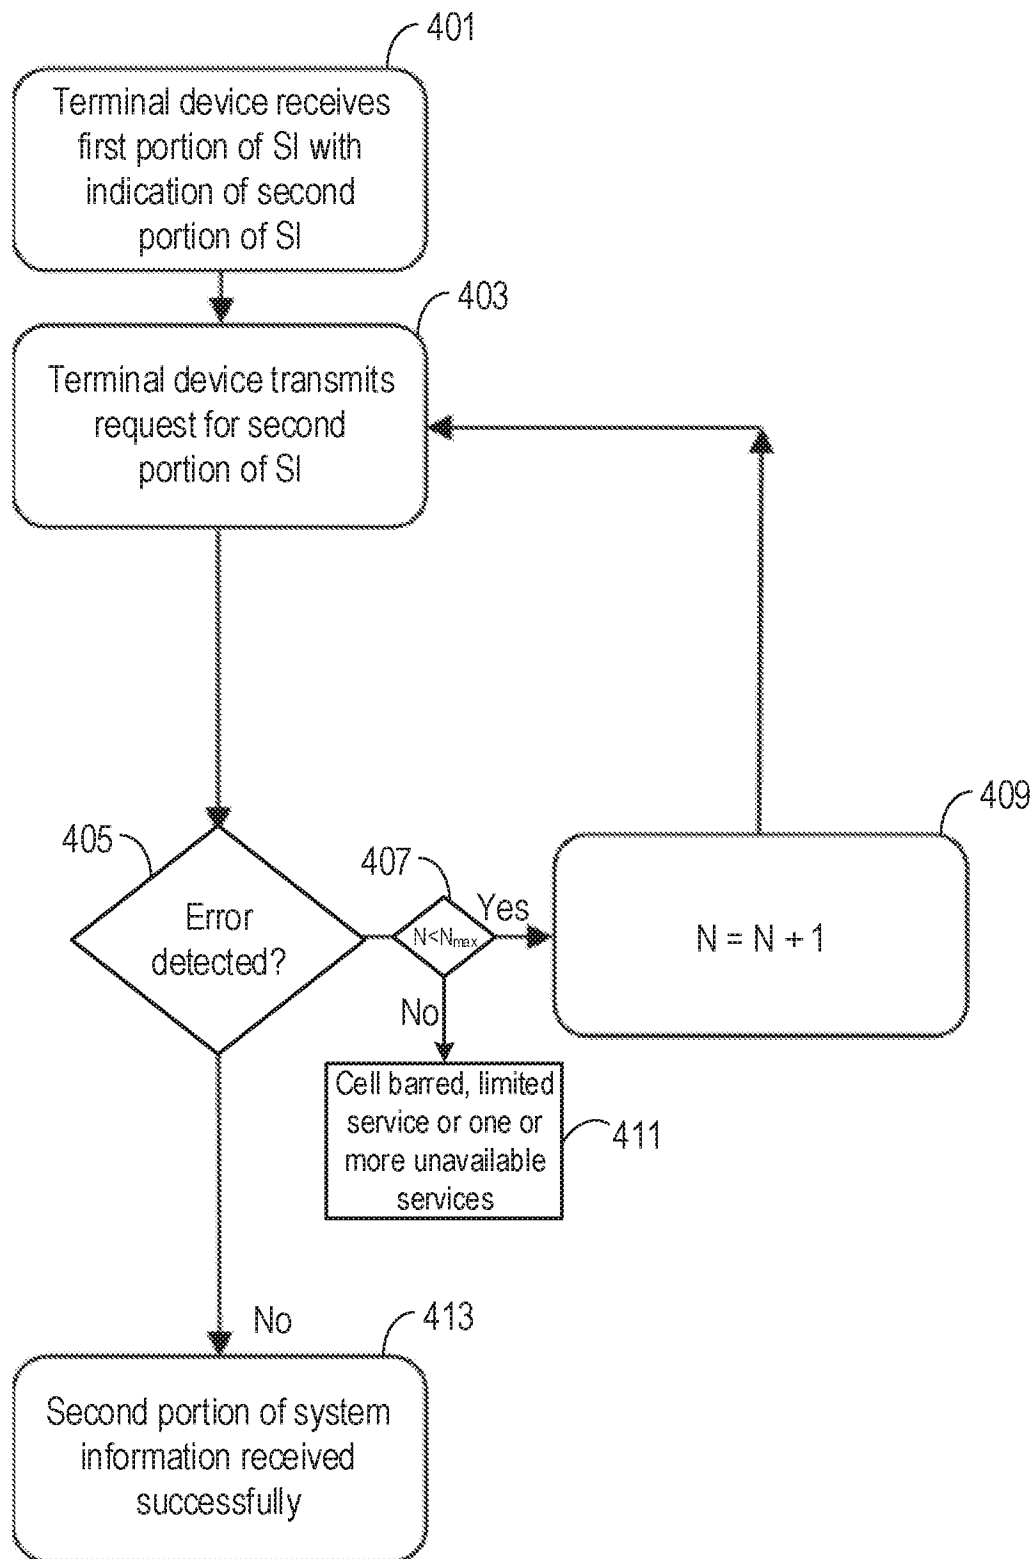 401
Terminal device receives
first portion of SI with
indication of second
portion of SI
403
Terminal device transmits
request for second
portion of SI
405
Error
detected?
407
N<Nmax
Yes
No
409
N = N + 1
Cell barred, limited
service or one or
more unavailable
services
411
No
413
Second portion of system
information received
successfully